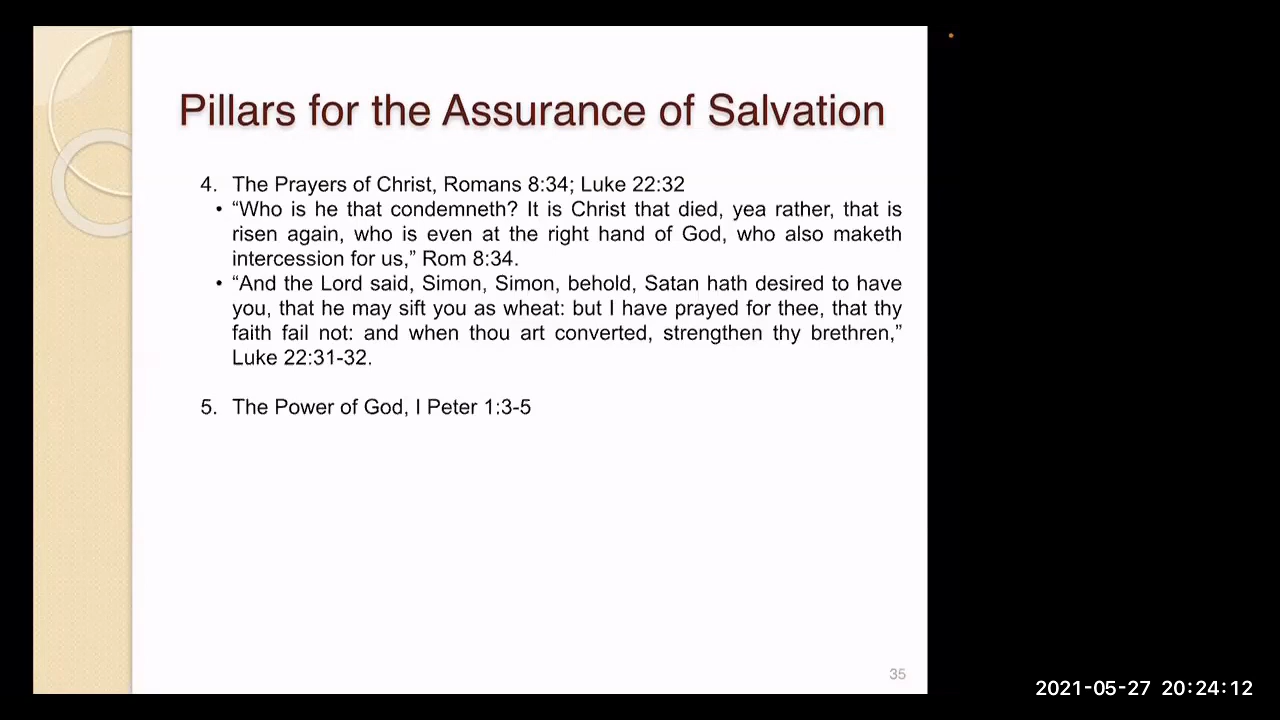 Pillars for the Assurance of Salvation
4. The Prayers of Christ, Romans 8:34; Luke 22:32
• “Who is he that condemneth? It is Christ that died, yea rather, that is
risen again, who is even at the right hand of God, who also maketh
intercession for us,” Rom 8:34.
• “And the Lord said, Simon, Simon, behold, Satan hath desired to have
you, that he may sift you as wheat: but I have prayed for thee, that thy
faith fail not: and when thou art converted, strengthen thy brethren,”
Luke 22:31-32.
5. The Power of God, I Peter 1:3-5
35
2021-05-27 20:24:12